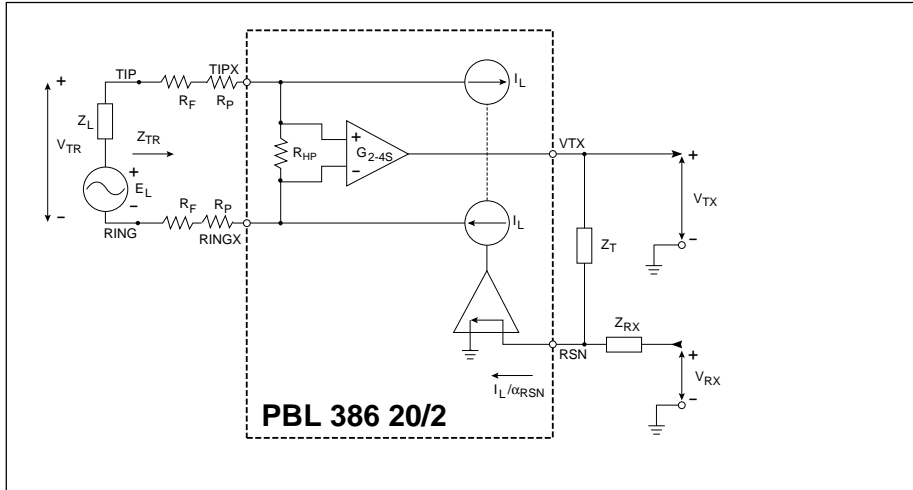 TIP
TIPX
R_F
R_P
I_L
+
Z_L
V_TR
Z_TR
R_HP
+
G_2-4S
−
VTX
+
+
E_L
−
−
R_F
R_P
I_L
V_TX
RING
RINGX
Z_T
−
Z_RX
RSN
+
I_L/α_RSN
V_RX
−
PBL 386 20/2